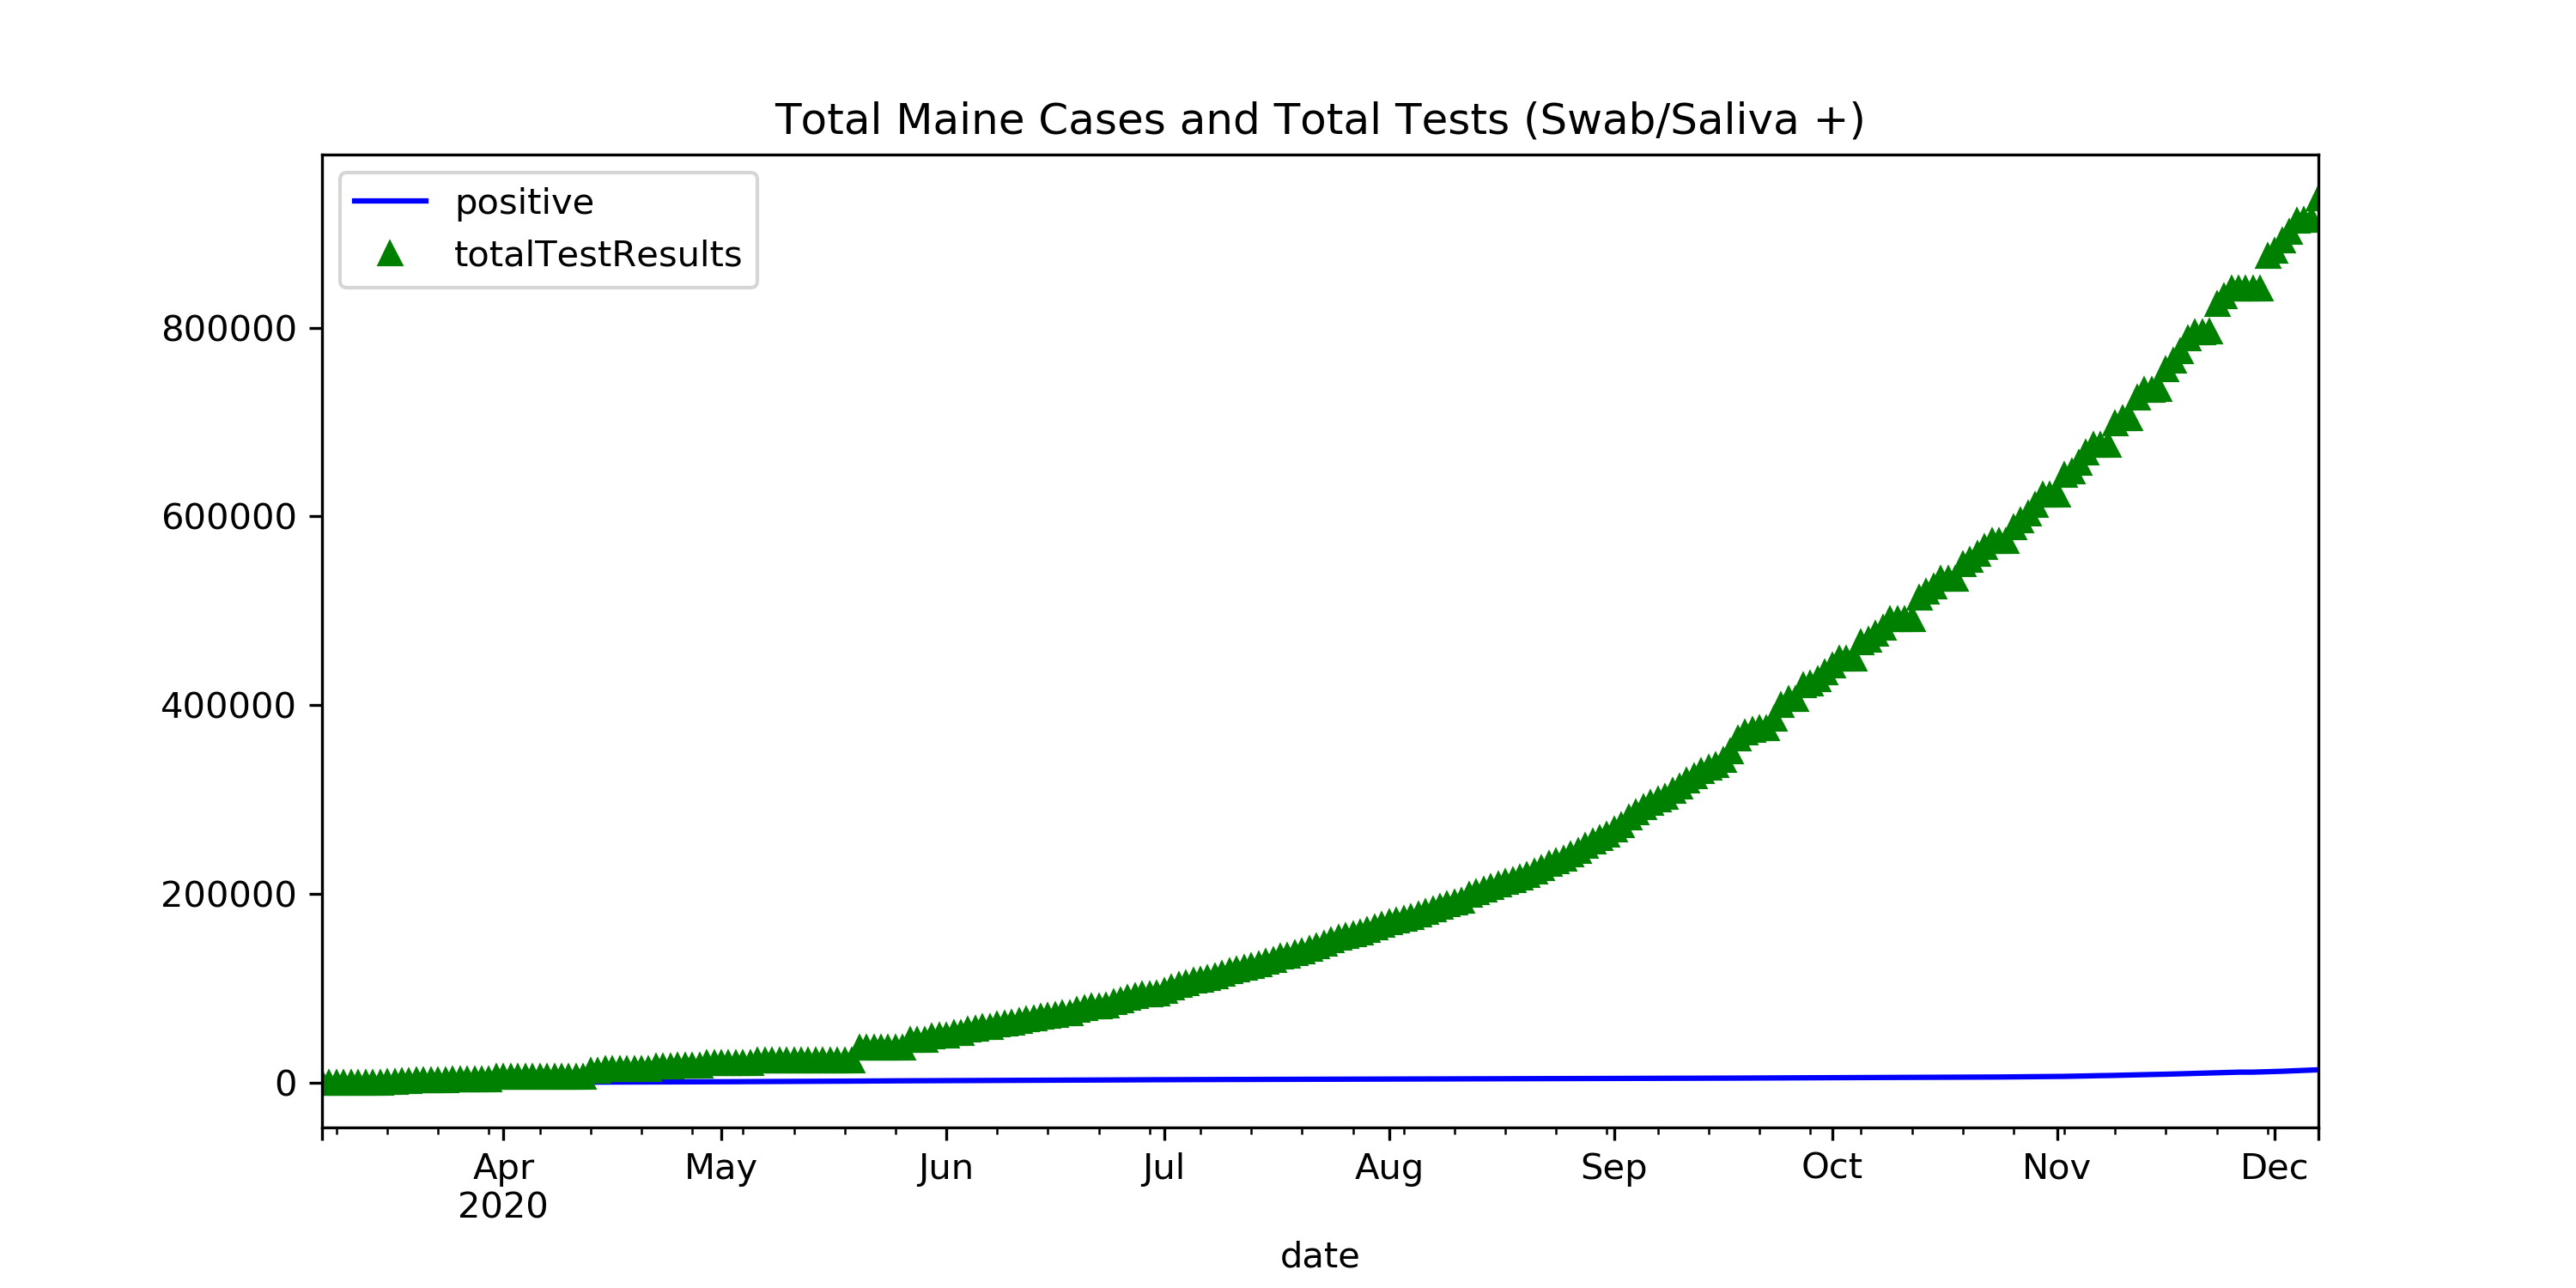 Total Maine Cases and Total Tests (Swab/Saliva +)
positive
totalTestResults
800000
600000
400000
200000
0
Apr May Jun Jul Aug Sep Oct Nov Dec
2020
date